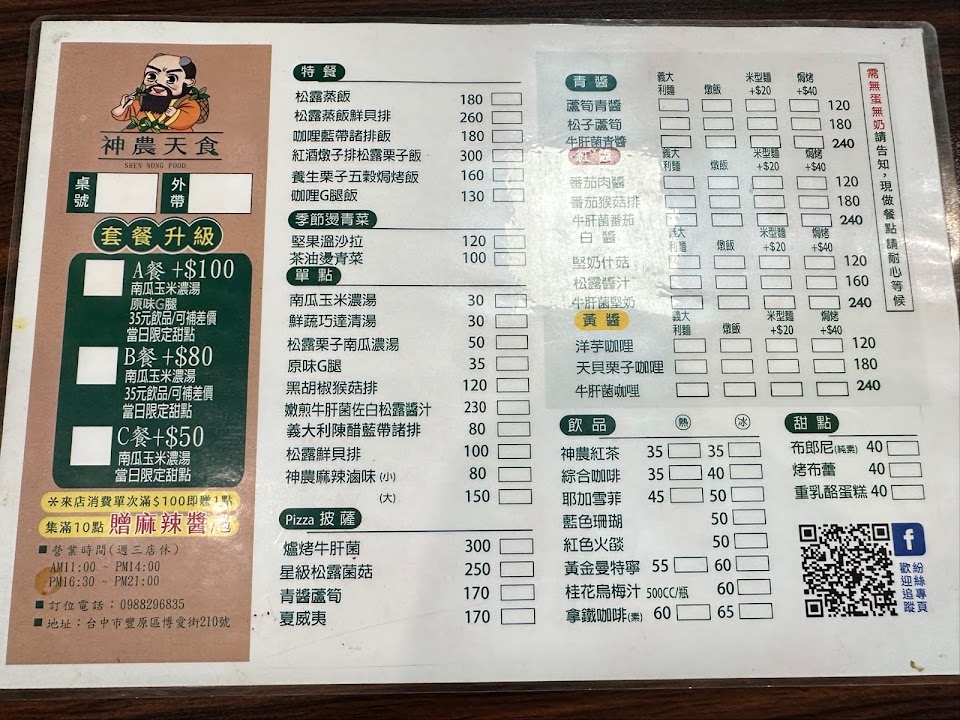 神農天食
SHEN NONG FOOD
桌號
外帶
套餐升級
A餐+$100
南瓜玉米濃湯
原味G腿
35元飲品/可補差價
當日限定甜點
B餐+$80
南瓜玉米濃湯
35元飲品/可補差價
當日限定甜點
C餐+$50
南瓜玉米濃湯
當日限定甜點
＊來店消費單次滿$100即贈1點
集滿10點 贈麻辣醬/包
■營業時間(週三店休)
AM11:00 ~ PM14:00
PM16:30 ~ PM21:00
■訂位電話：0988296835
■地址：台中市豐原區博愛街210號
特餐
松露蒸飯 180
松露蒸飯鮮貝排 260
咖哩藍帶諸排飯 180
紅酒燉子排松露栗子飯 300
養生栗子五穀焗烤飯 160
咖哩G腿飯 130
季節燙青菜
堅果溫沙拉 120
茶油燙青菜 100
單點
南瓜玉米濃湯 30
鮮蔬巧達清湯 30
松露栗子南瓜濃湯 50
原味G腿 35
黑胡椒猴菇排 120
嫩煎牛肝菌佐白松露醬汁 230
義大利陳醋藍帶諸排 80
松露鮮貝排 100
神農麻辣滷味 (小) 80
(大) 150
Pizza 披薩
爐烤牛肝菌 300
星級松露菌菇 250
青醬蘆筍 170
夏威夷 170
青醬 義大利麵 燉飯 米型麵+$20 焗烤+$40
蘆筍青醬 120
松子蘆筍 180
牛肝菌青醬 240
紅醬 義大利麵 燉飯 米型麵+$20 焗烤+$40
番茄肉醬 120
番茄猴菇排 180
牛肝菌番茄 240
白醬 義大利麵 燉飯 米型麵+$20 焗烤+$40
堅奶什菇 120
松露醬汁 160
牛肝菌堅奶 240
黃醬 義大利麵 燉飯 米型麵+$20 焗烤+$40
洋芋咖哩 120
天貝栗子咖哩 180
牛肝菌咖哩 240
需無蛋無奶請告知，現做餐點請耐心等候
飲品 熱 冰
神農紅茶 35 35
綜合咖啡 35 40
耶加雪菲 45 50
藍色珊瑚 50
紅色火燄 50
黃金曼特寧 55 60
桂花烏梅汁 500CC/瓶 60
拿鐵咖啡(素) 60 65
甜點
布郎尼(純素) 40
烤布蕾 40
重乳酪蛋糕 40
f
粉絲專頁
歡迎追蹤